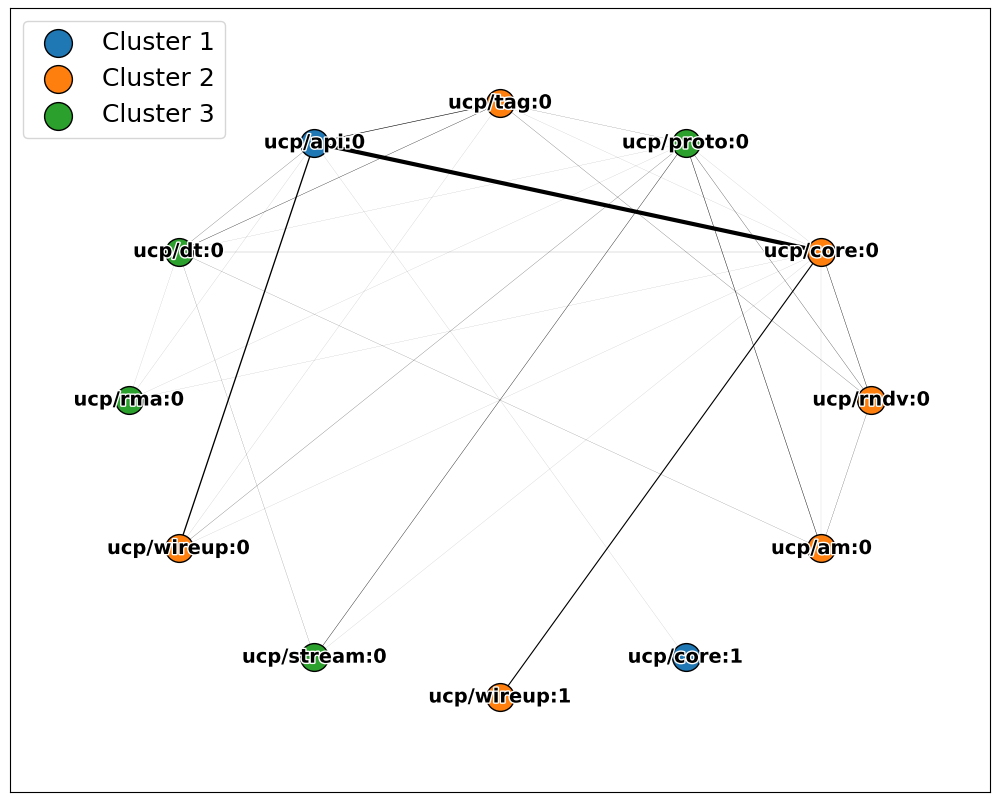 Cluster 1
Cluster 2
Cluster 3
ucp/tag:0
ucp/api:0
ucp/proto:0
ucp/dt:0
ucp/core:0
ucp/rma:0
ucp/rndv:0
ucp/wireup:0
ucp/am:0
ucp/stream:0
ucp/core:1
ucp/wireup:1